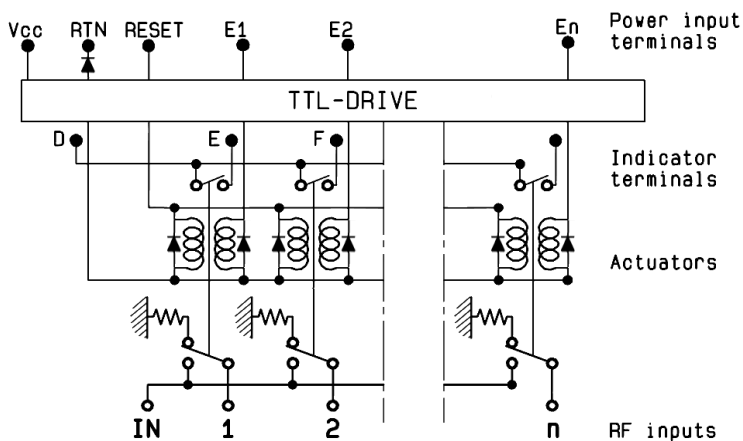 Vcc RTN RESET E1 E2 En Power input
terminals
TTL-DRIVE
D E F
Indicator
terminals
Actuators
IN 1 2 n RF inputs